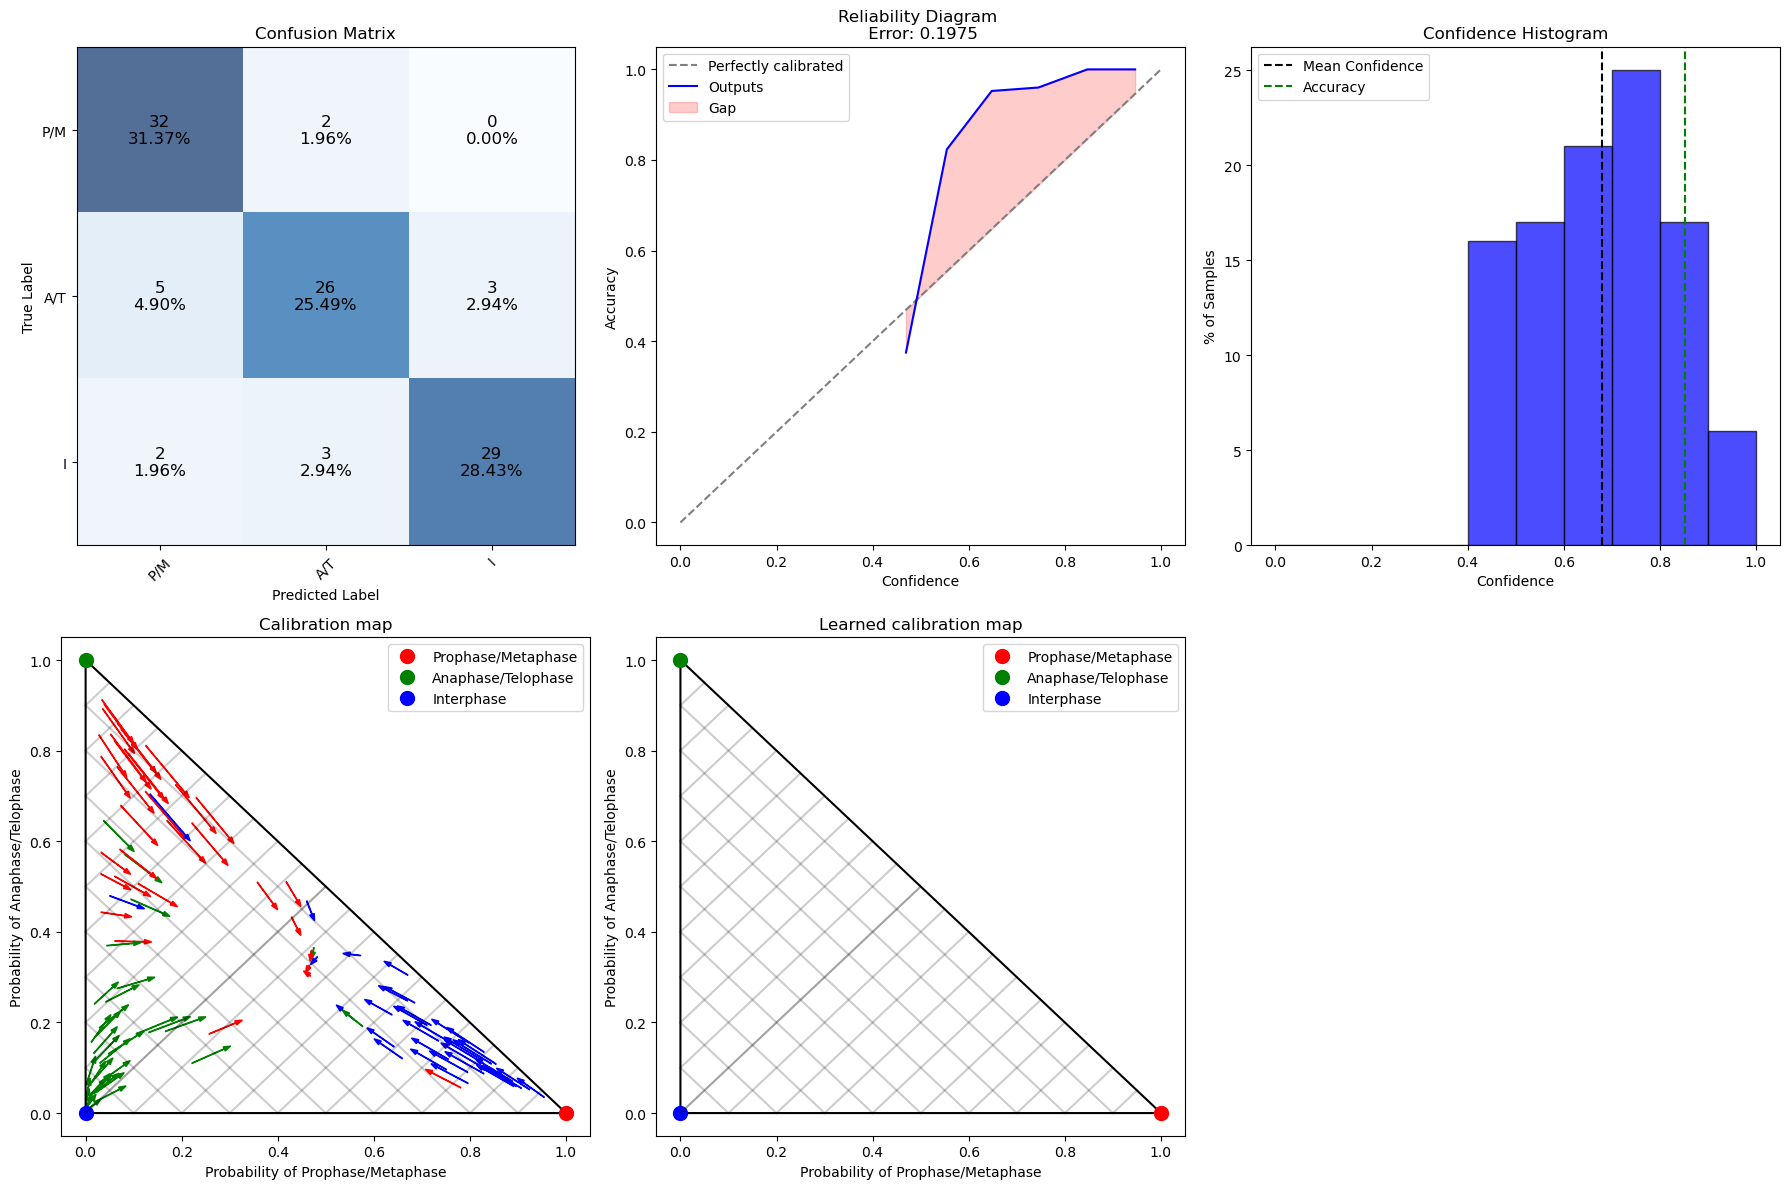 Confusion Matrix
True Label
P/M
A/T
I
32
31.37%
2
1.96%
0
0.00%
5
4.90%
26
25.49%
3
2.94%
2
1.96%
3
2.94%
29
28.43%
P/M
A/T
I
Predicted Label
Reliability Diagram
Error: 0.1975
Perfectly calibrated
Outputs
Gap
Accuracy
1.0
0.8
0.6
0.4
0.2
0.0
0.0 0.2 0.4 0.6 0.8 1.0
Confidence
Confidence Histogram
Mean Confidence
Accuracy
% of Samples
25
20
15
10
5
0
0.0 0.2 0.4 0.6 0.8 1.0
Confidence
Calibration map
Prophase/Metaphase
Anaphase/Telophase
Interphase
Probability of Anaphase/Telophase
1.0
0.8
0.6
0.4
0.2
0.0
0.0 0.2 0.4 0.6 0.8 1.0
Probability of Prophase/Metaphase
Learned calibration map
Prophase/Metaphase
Anaphase/Telophase
Interphase
Probability of Anaphase/Telophase
1.0
0.8
0.6
0.4
0.2
0.0
0.0 0.2 0.4 0.6 0.8 1.0
Probability of Prophase/Metaphase